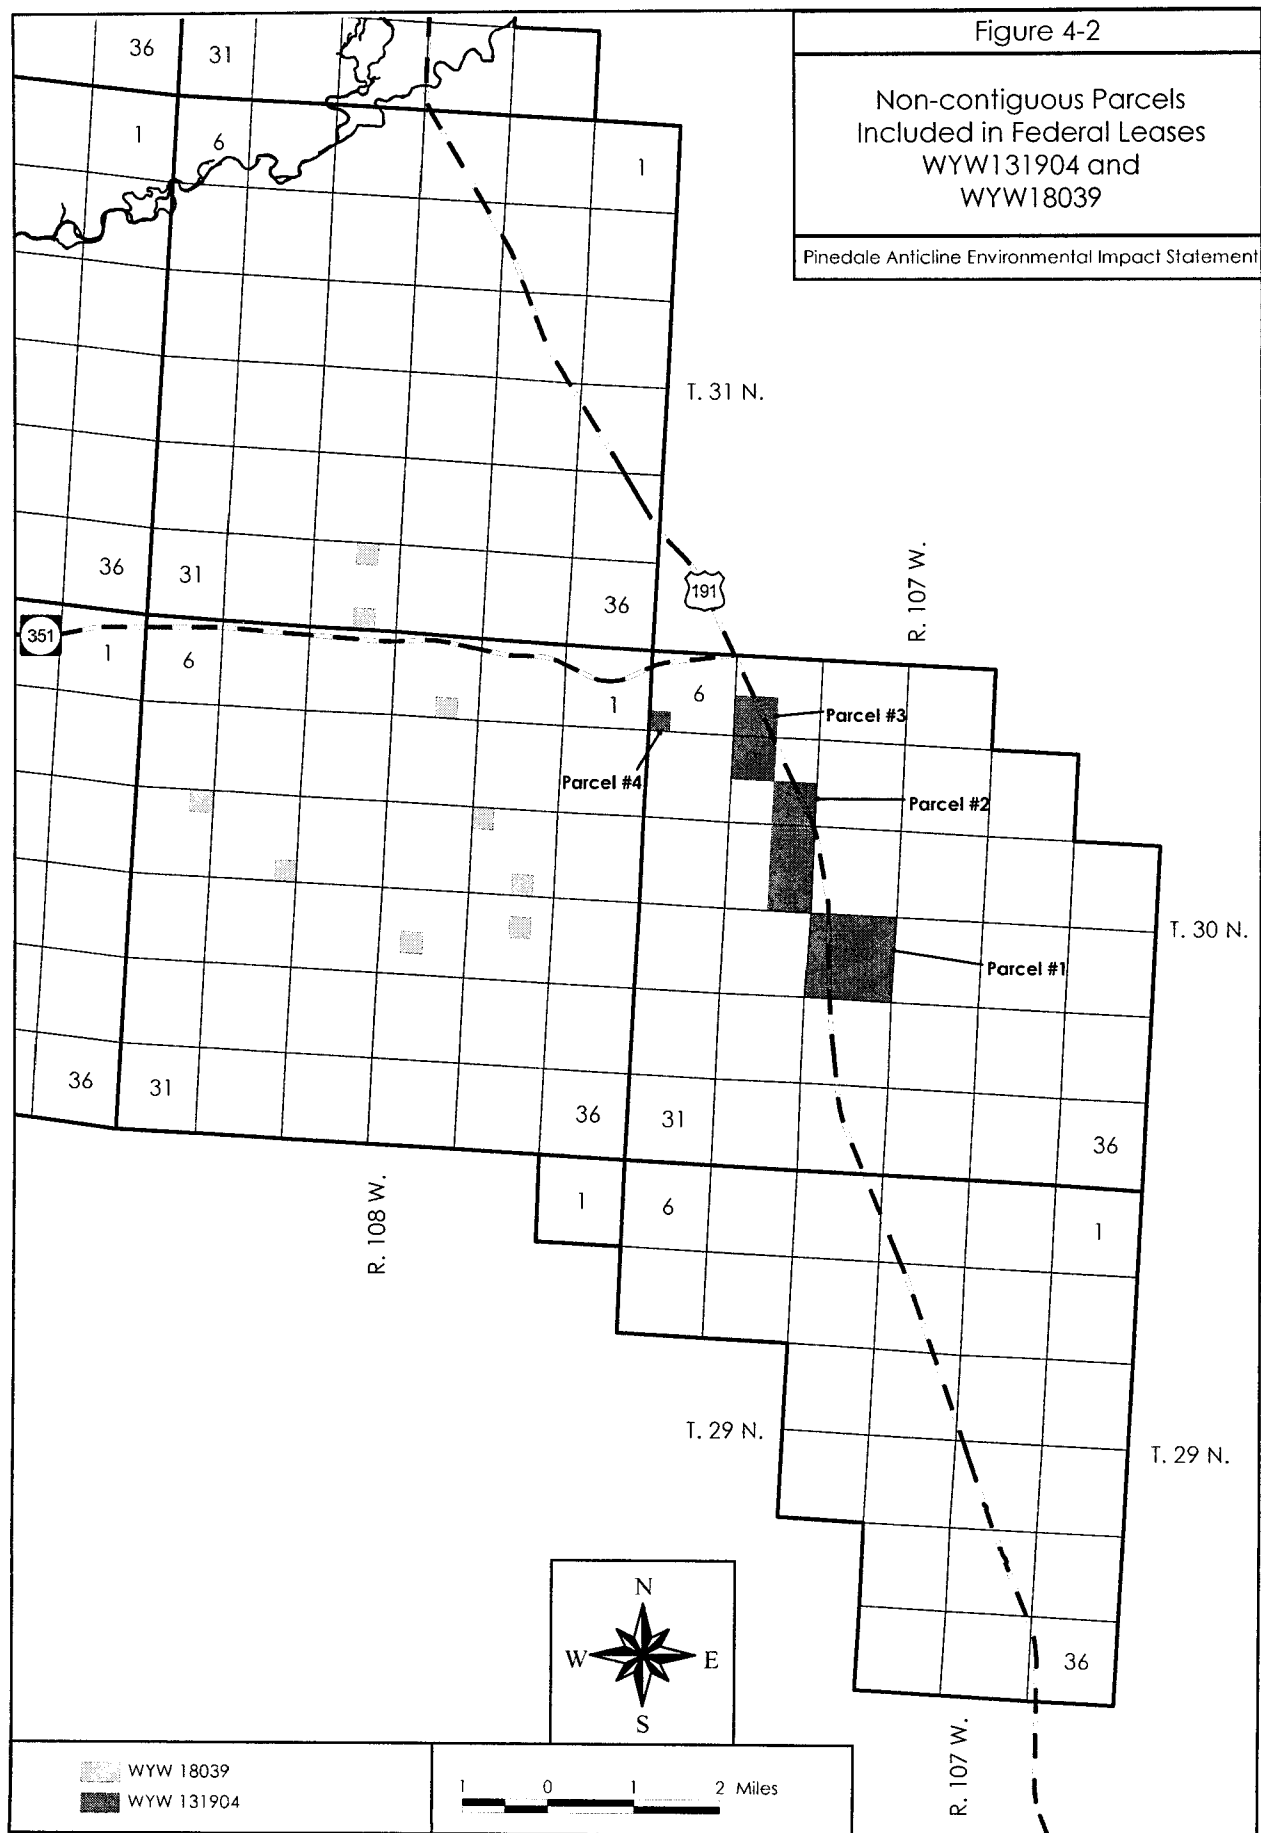 Figure 4-2
Non-contiguous Parcels
Included in Federal Leases
WYW131904 and
WYW18039
Pinedale Anticline Environmental Impact Statement
36
31
1
6
1
T. 31 N.
36
31
36
191
R. 107 W.
351
1
6
1
6
Parcel #3
Parcel #4
Parcel #2
T. 30 N.
Parcel #1
36
31
36
31
36
R. 108 W.
1
6
1
T. 29 N.
T. 29 N.
N
W
E
S
36
R. 107 W.
WYW 18039
WYW 131904
1 0 1 2 Miles